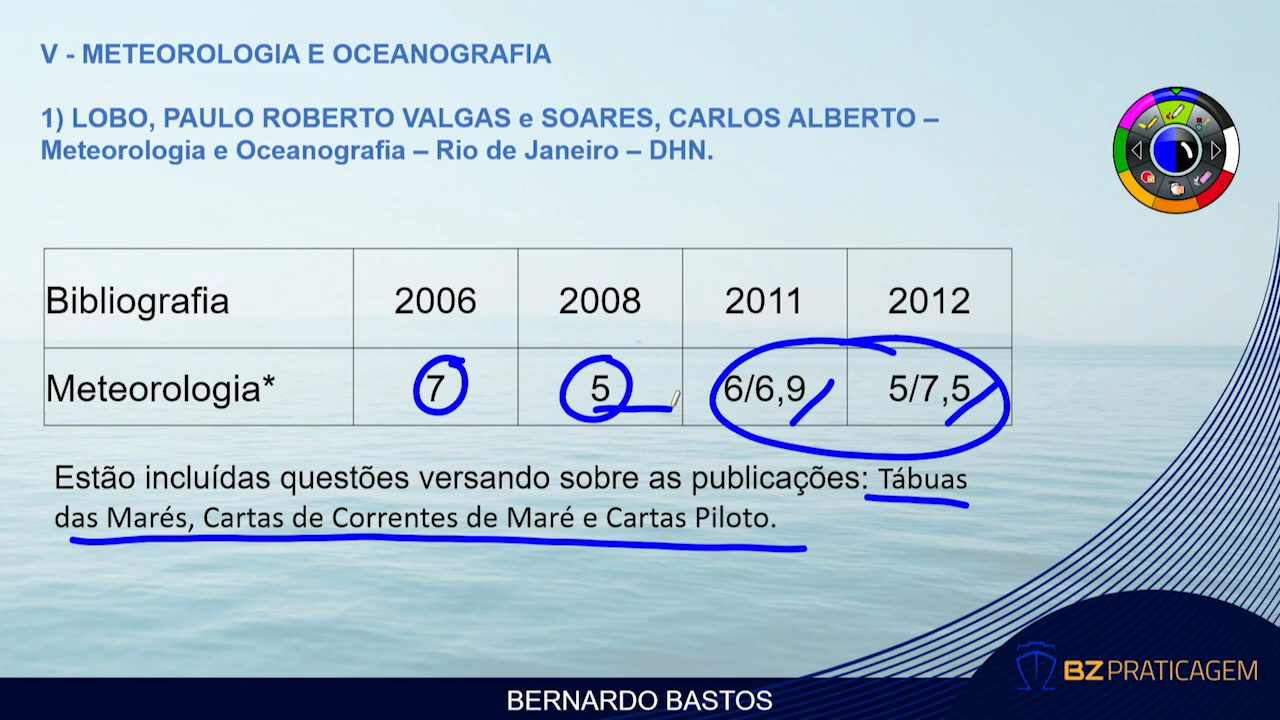 V - METEOROLOGIA E OCEANOGRAFIA
1) LOBO, PAULO ROBERTO VALGAS e SOARES, CARLOS ALBERTO –
Meteorologia e Oceanografia – Rio de Janeiro – DHN.
Bibliografia 2006 2008 2011 2012
Meteorologia* 7 5 6/6,9 5/7,5
Estão incluídas questões versando sobre as publicações: Tábuas
das Marés, Cartas de Correntes de Maré e Cartas Piloto.
BZPRATICAGEM
BERNARDO BASTOS